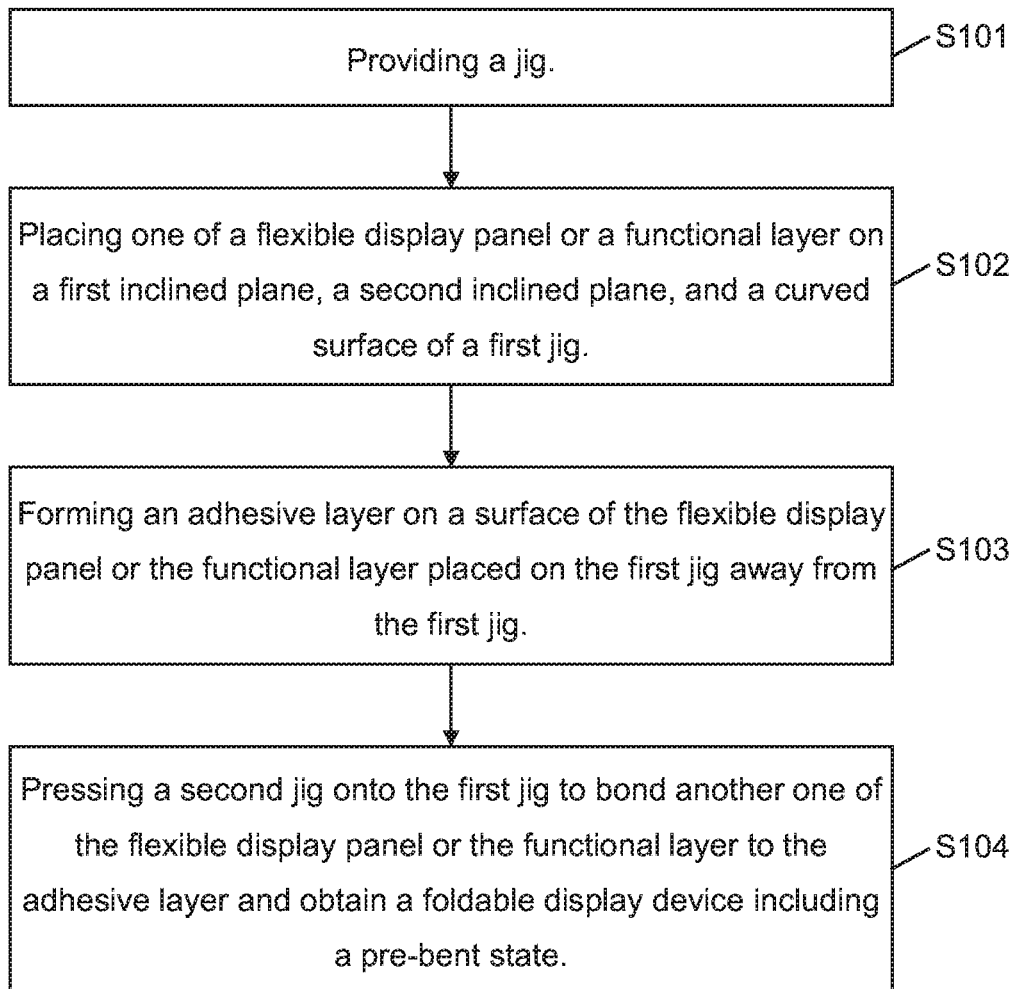 Providing a jig.
S101
Placing one of a flexible display panel or a functional layer on
a first inclined plane, a second inclined plane, and a curved
surface of a first jig.
S102
Forming an adhesive layer on a surface of the flexible display
panel or the functional layer placed on the first jig away from
the first jig.
S103
Pressing a second jig onto the first jig to bond another one of
the flexible display panel or the functional layer to the
adhesive layer and obtain a foldable display device including
a pre-bent state.
S104